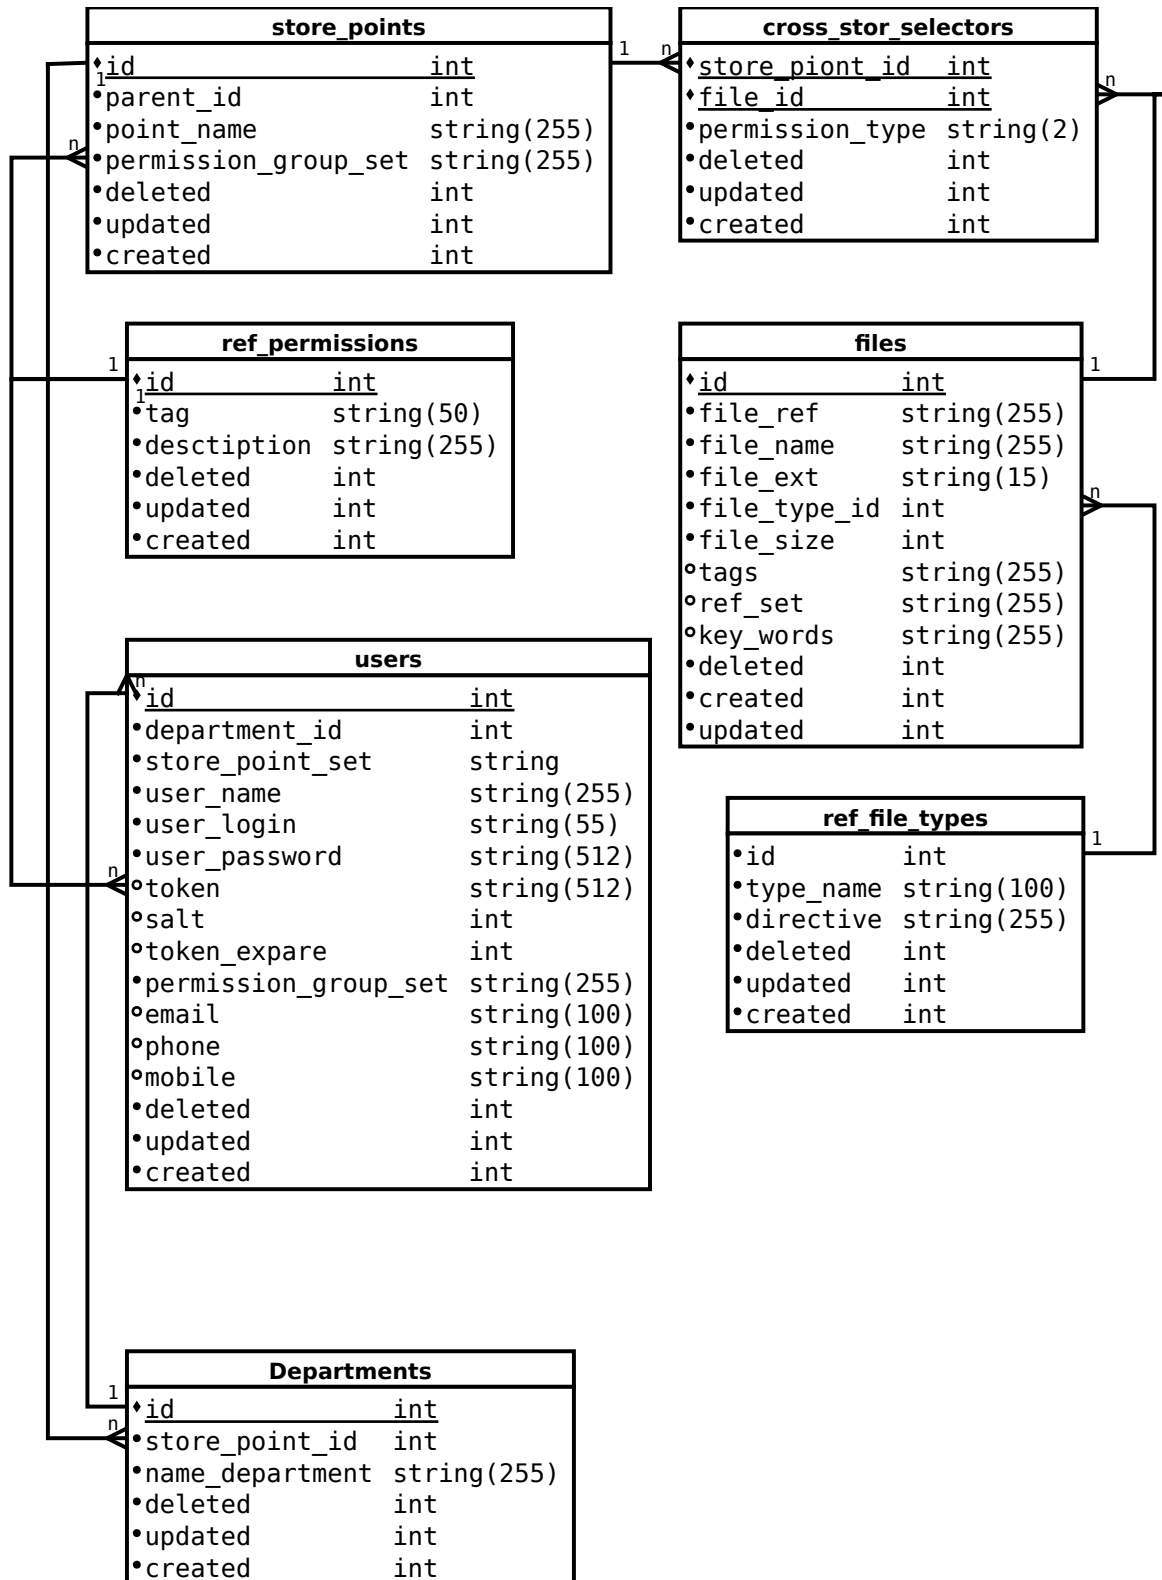 store_points
id int
1
parent_id int
point_name string(255)
n
permission_group_set string(255)
deleted int
updated int
created int
1 n
cross_stor_selectors
store_piont_id int
file_id int
n
permission_type string(2)
deleted int
updated int
created int
ref_permissions
1
id int
1
tag string(50)
desctiption string(255)
deleted int
updated int
created int
files
1
id int
file_ref string(255)
file_name string(255)
file_ext string(15)
n
file_type_id int
file_size int
tags string(255)
ref_set string(255)
key_words string(255)
deleted int
created int
updated int
users
n
id int
department_id int
store_point_set string
user_name string(255)
user_login string(55)
user_password string(512)
n
token string(512)
salt int
token_expare int
permission_group_set string(255)
email string(100)
phone string(100)
mobile string(100)
deleted int
updated int
created int
ref_file_types
1
id int
type_name string(100)
directive string(255)
deleted int
updated int
created int
Departments
1
id int
n
store_point_id int
name_department string(255)
deleted int
updated int
created int